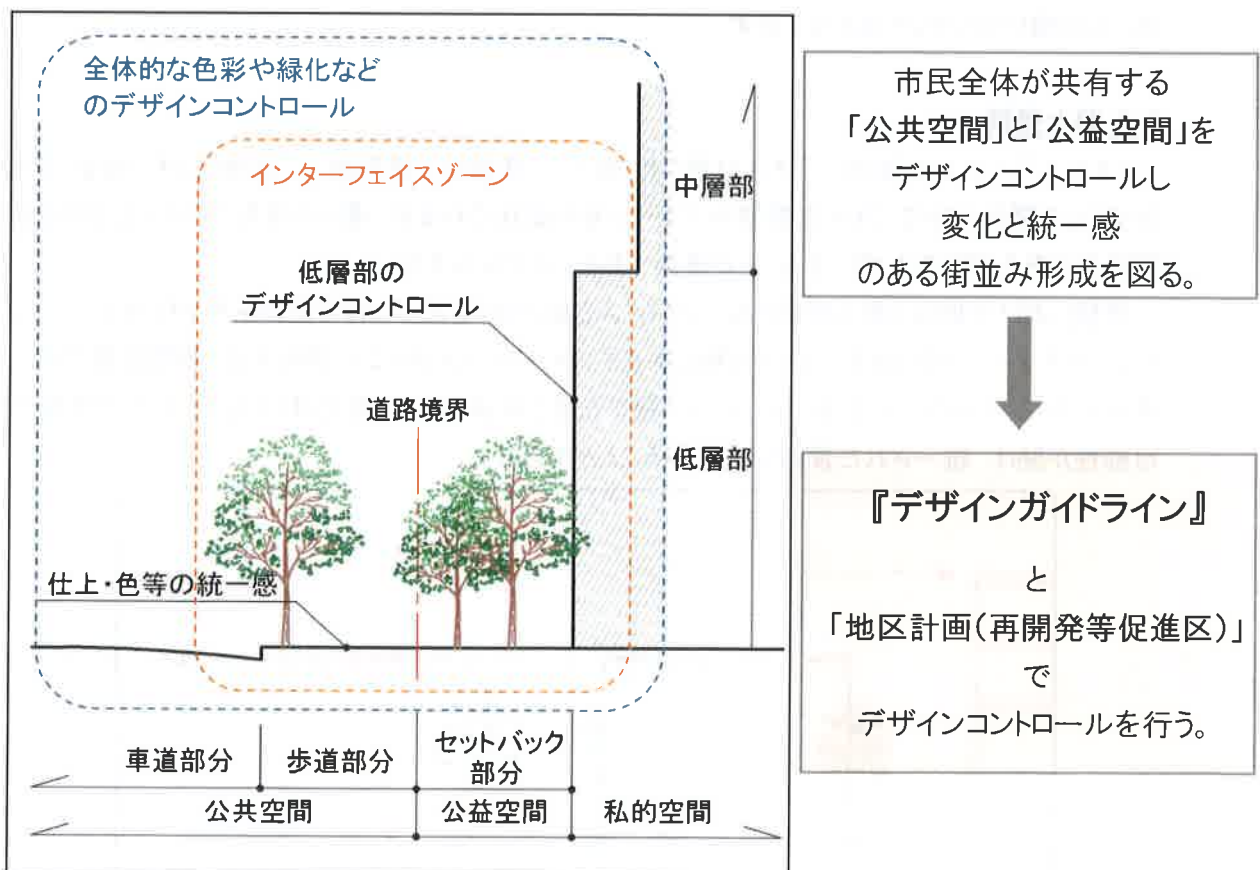 全体的な色彩や緑化など
のデザインコントロール
インターフェイスゾーン
中層部
低層部の
デザインコントロール
道路境界
低層部
仕上・色等の統一感
車道部分
歩道部分
セットバック
部分
公共空間
公益空間
私的空間
市民全体が共有する
「公共空間」と「公益空間」を
デザインコントロールし
変化と統一感
のある街並み形成を図る。
『デザインガイドライン』
と
「地区計画(再開発等促進区)」
で
デザインコントロールを行う。